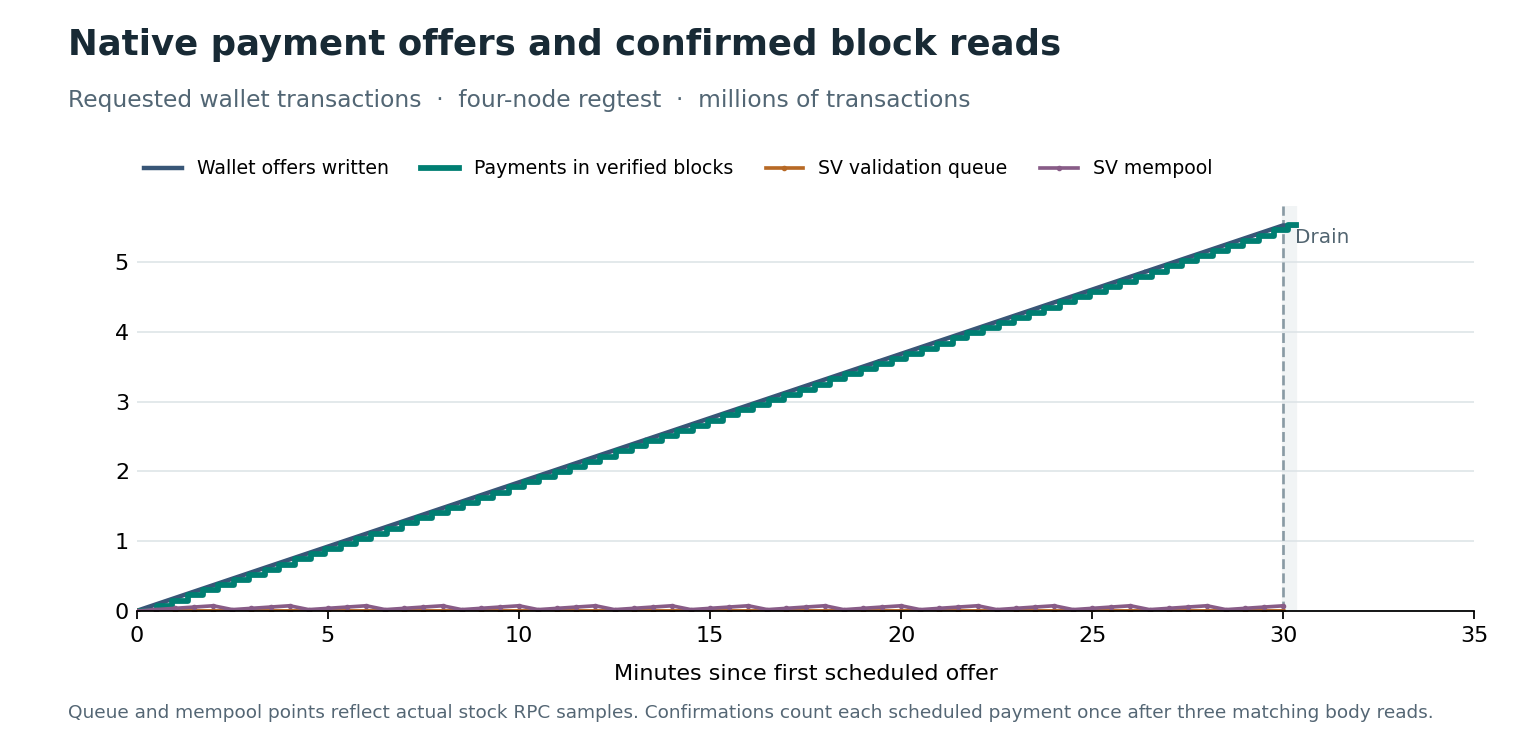 Native payment offers and confirmed block reads
Requested wallet transactions · four-node regtest · millions of transactions
Wallet offers written Payments in verified blocks SV validation queue SV mempool
Drain
5
4
3
2
1
0
0 5 10 15 20 25 30 35
Minutes since first scheduled offer
Queue and mempool points reflect actual stock RPC samples. Confirmations count each scheduled payment once after three matching body reads.